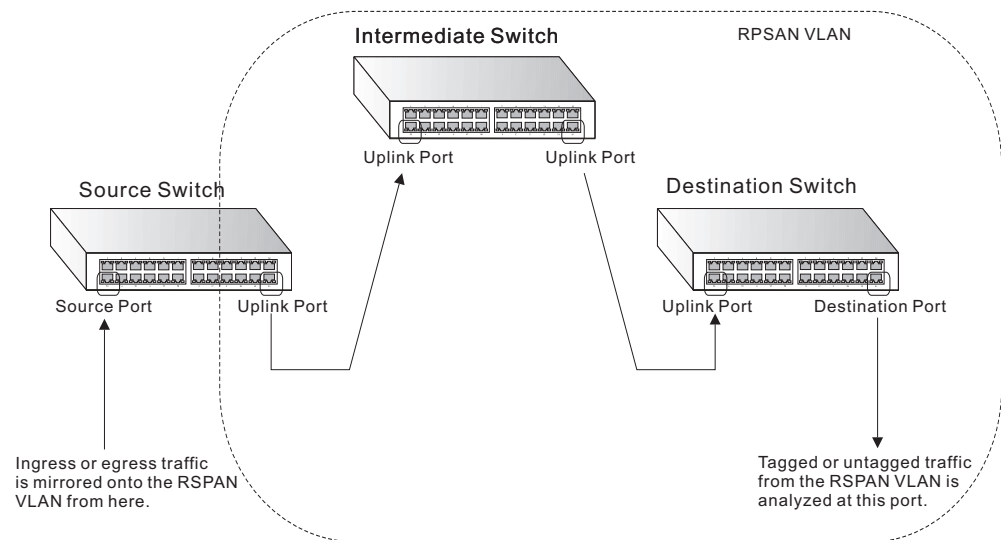 Intermediate Switch
RPSAN VLAN
Uplink Port
Uplink Port
Source Switch
Destination Switch
Source Port
Uplink Port
Uplink Port
Destination Port
Ingress or egress traffic
is mirrored onto the RSPAN
VLAN from here.
Tagged or untagged traffic
from the RSPAN VLAN is
analyzed at this port.